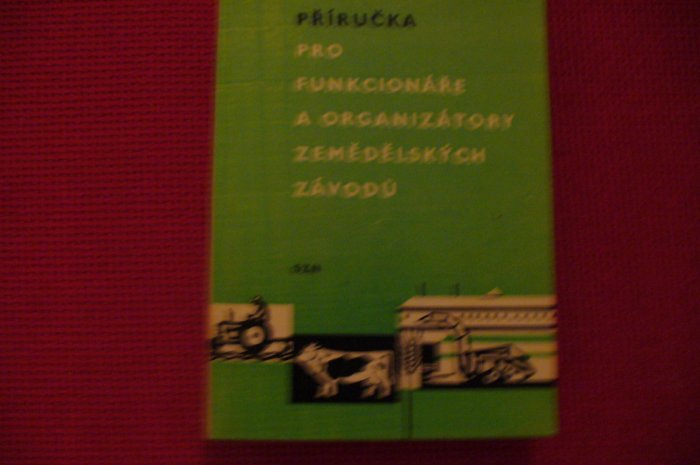 PŘÍRUČKA
PRO
FUNKCIONÁŘE
A ORGANIZÁTORY
ZEMĚDĚLSKÝCH
ZÁVODŮ
SZN